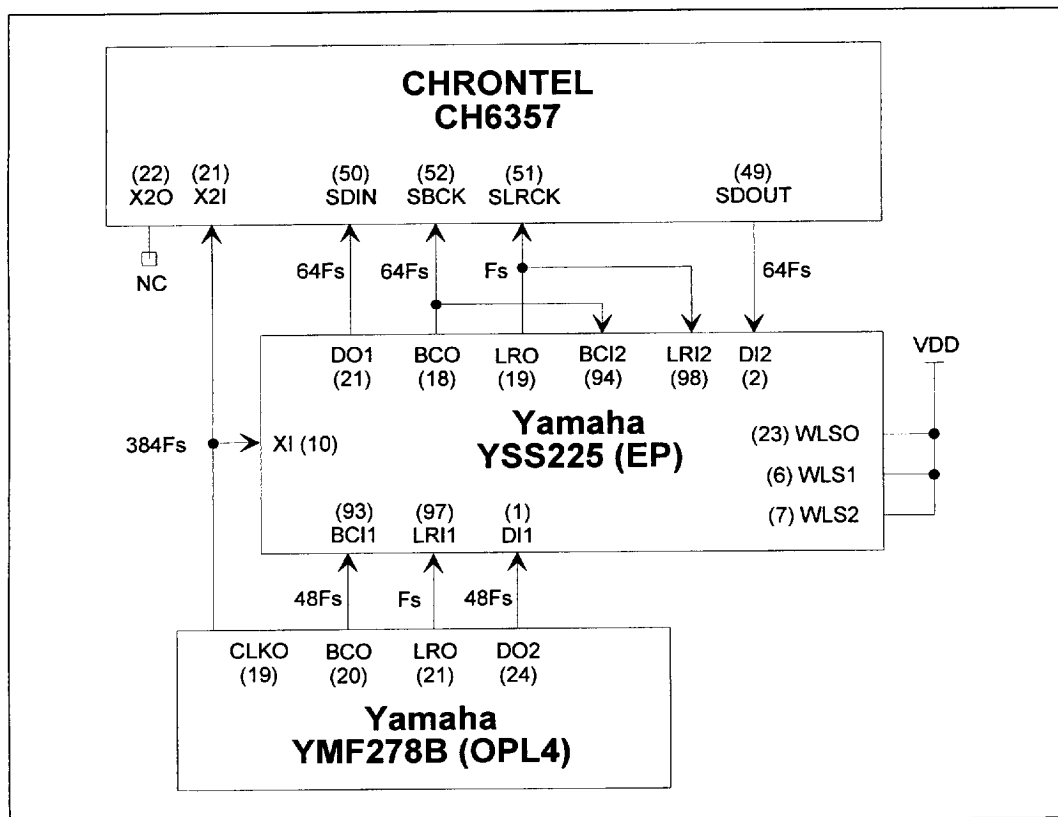 CHRONTEL
CH6357
(22) (21) (50) (52) (51) (49)
X2O X2I SDIN SBCK SLRCK SDOUT
NC
64Fs 64Fs Fs 64Fs
DO1 BCO LRO BCI2 LRI2 DI2
(21) (18) (19) (94) (98) (2)
VDD
Yamaha
YSS225 (EP)
384Fs
XI (10)
(23) WLSO
(6) WLS1
(7) WLS2
(93) (97) (1)
BCI1 LRI1 DI1
48Fs Fs 48Fs
CLKO BCO LRO DO2
(19) (20) (21) (24)
Yamaha
YMF278B (OPL4)